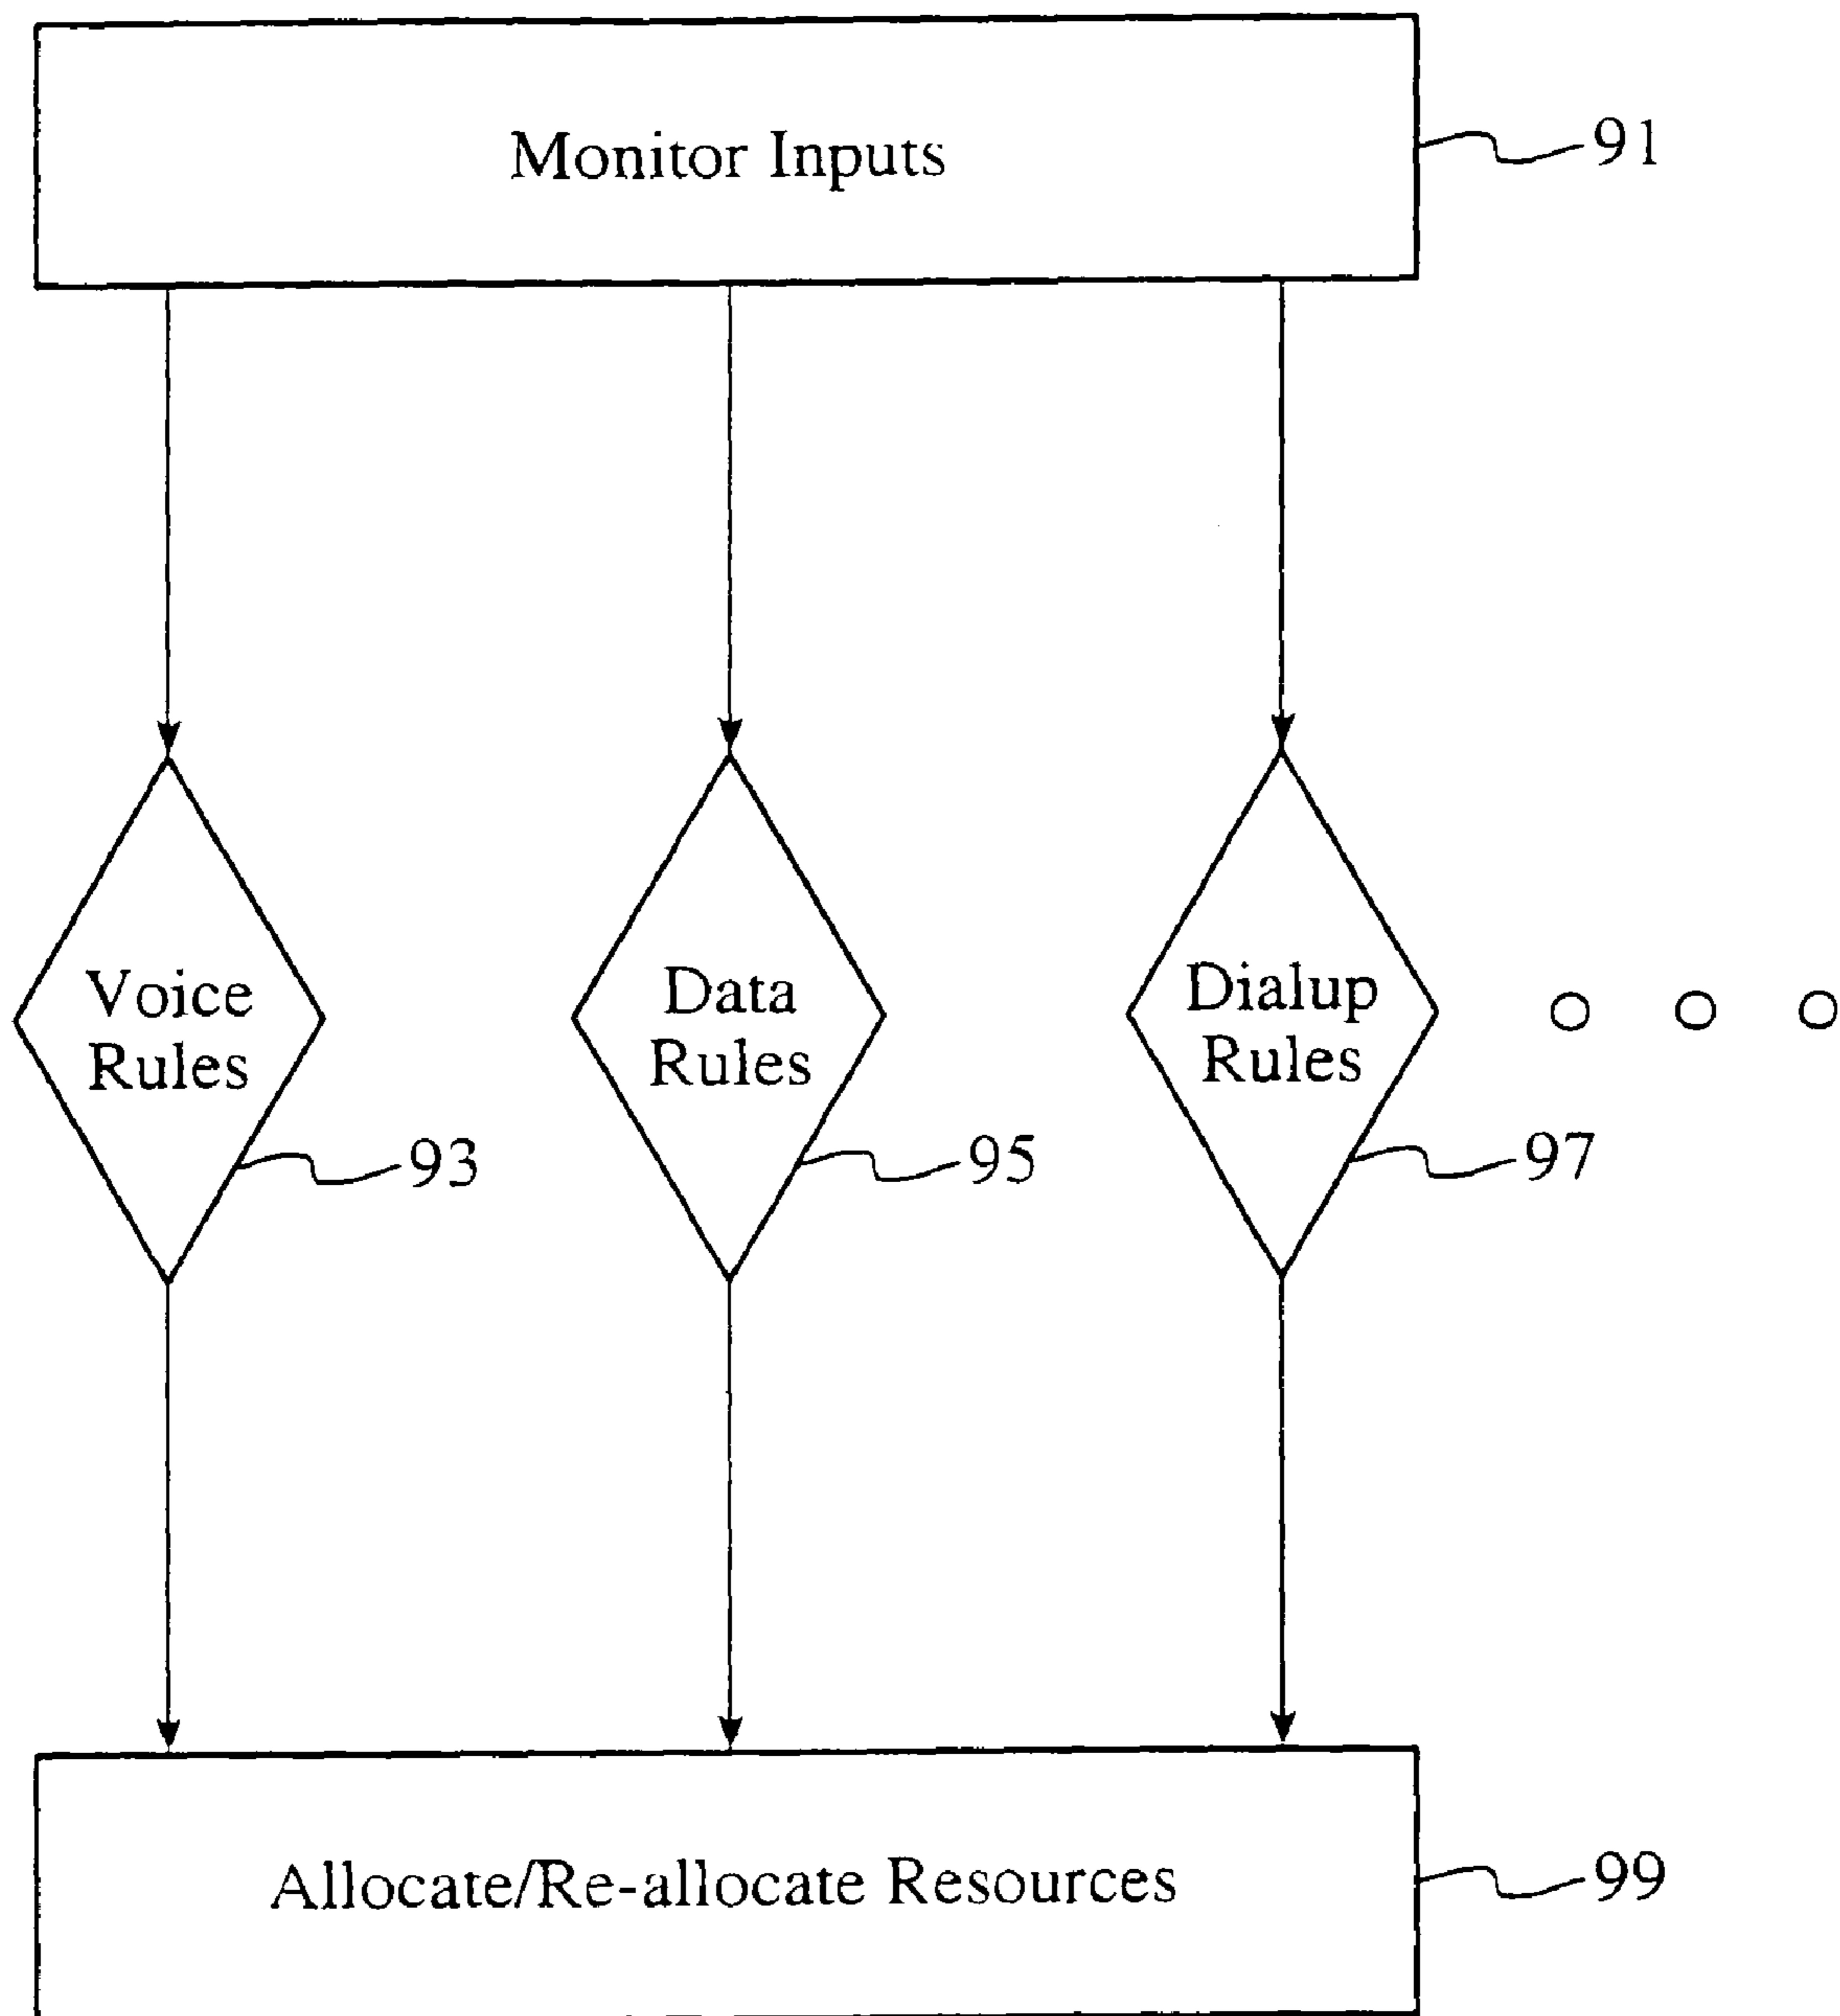 Monitor Inputs
91
Voice
Rules
Data
Rules
Dialup
Rules
93
95
97
Allocate/Re-allocate Resources
99